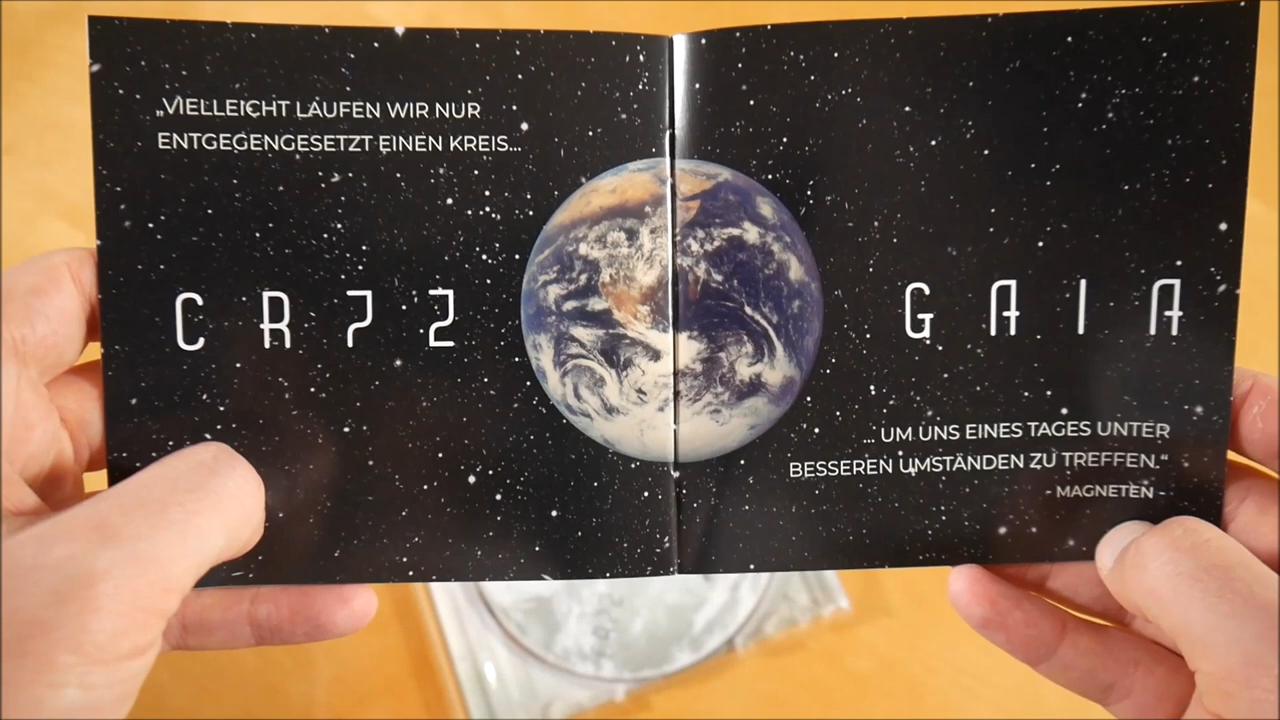 „VIELLEICHT LAUFEN WIR NUR
ENTGEGENGESETZT EINEN KREIS...
CR72
GAIA
... UM UNS EINES TAGES UNTER
BESSEREN UMSTÄNDEN ZU TREFFEN.“
- MAGNETEN -